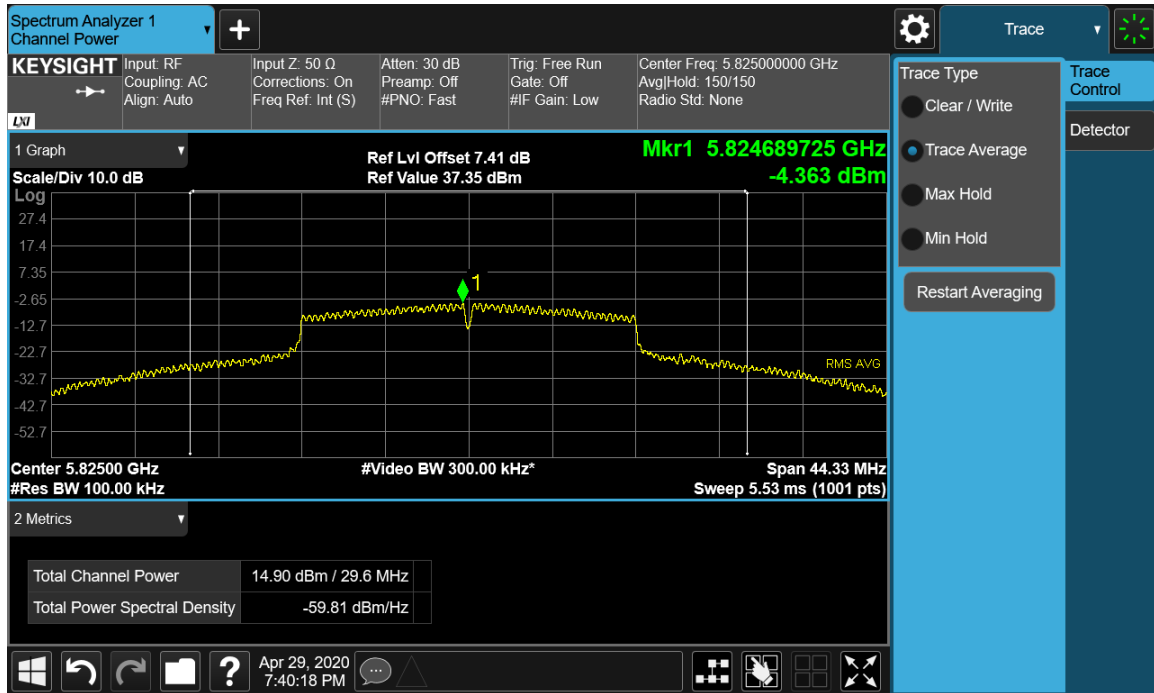 Spectrum Analyzer 1
Channel Power
Trace
KEYSIGHT
LXI
Input: RF
Coupling: AC
Align: Auto
Input Z: 50 Ω
Corrections: On
Freq Ref: Int (S)
Atten: 30 dB
Preamp: Off
#PNO: Fast
Trig: Free Run
Gate: Off
#IF Gain: Low
Center Freq: 5.825000000 GHz
Avg|Hold: 150/150
Radio Std: None
1 Graph
Scale/Div 10.0 dB
Ref Lvl Offset 7.41 dB
Ref Value 37.35 dBm
Mkr1 5.824689725 GHz
-4.363 dBm
Log
27.4
17.4
7.35
-2.65
-12.7
-22.7
-32.7
-42.7
-52.7
1
RMS AVG
Center 5.82500 GHz
#Video BW 300.00 kHz*
Span 44.33 MHz
#Res BW 100.00 kHz
Sweep 5.53 ms (1001 pts)
2 Metrics
Total Channel Power 14.90 dBm / 29.6 MHz
Total Power Spectral Density -59.81 dBm/Hz
?
Apr 29, 2020
7:40:18 PM
Trace Type
Clear / Write
Trace Average
Max Hold
Min Hold
Restart Averaging
Trace
Control
Detector